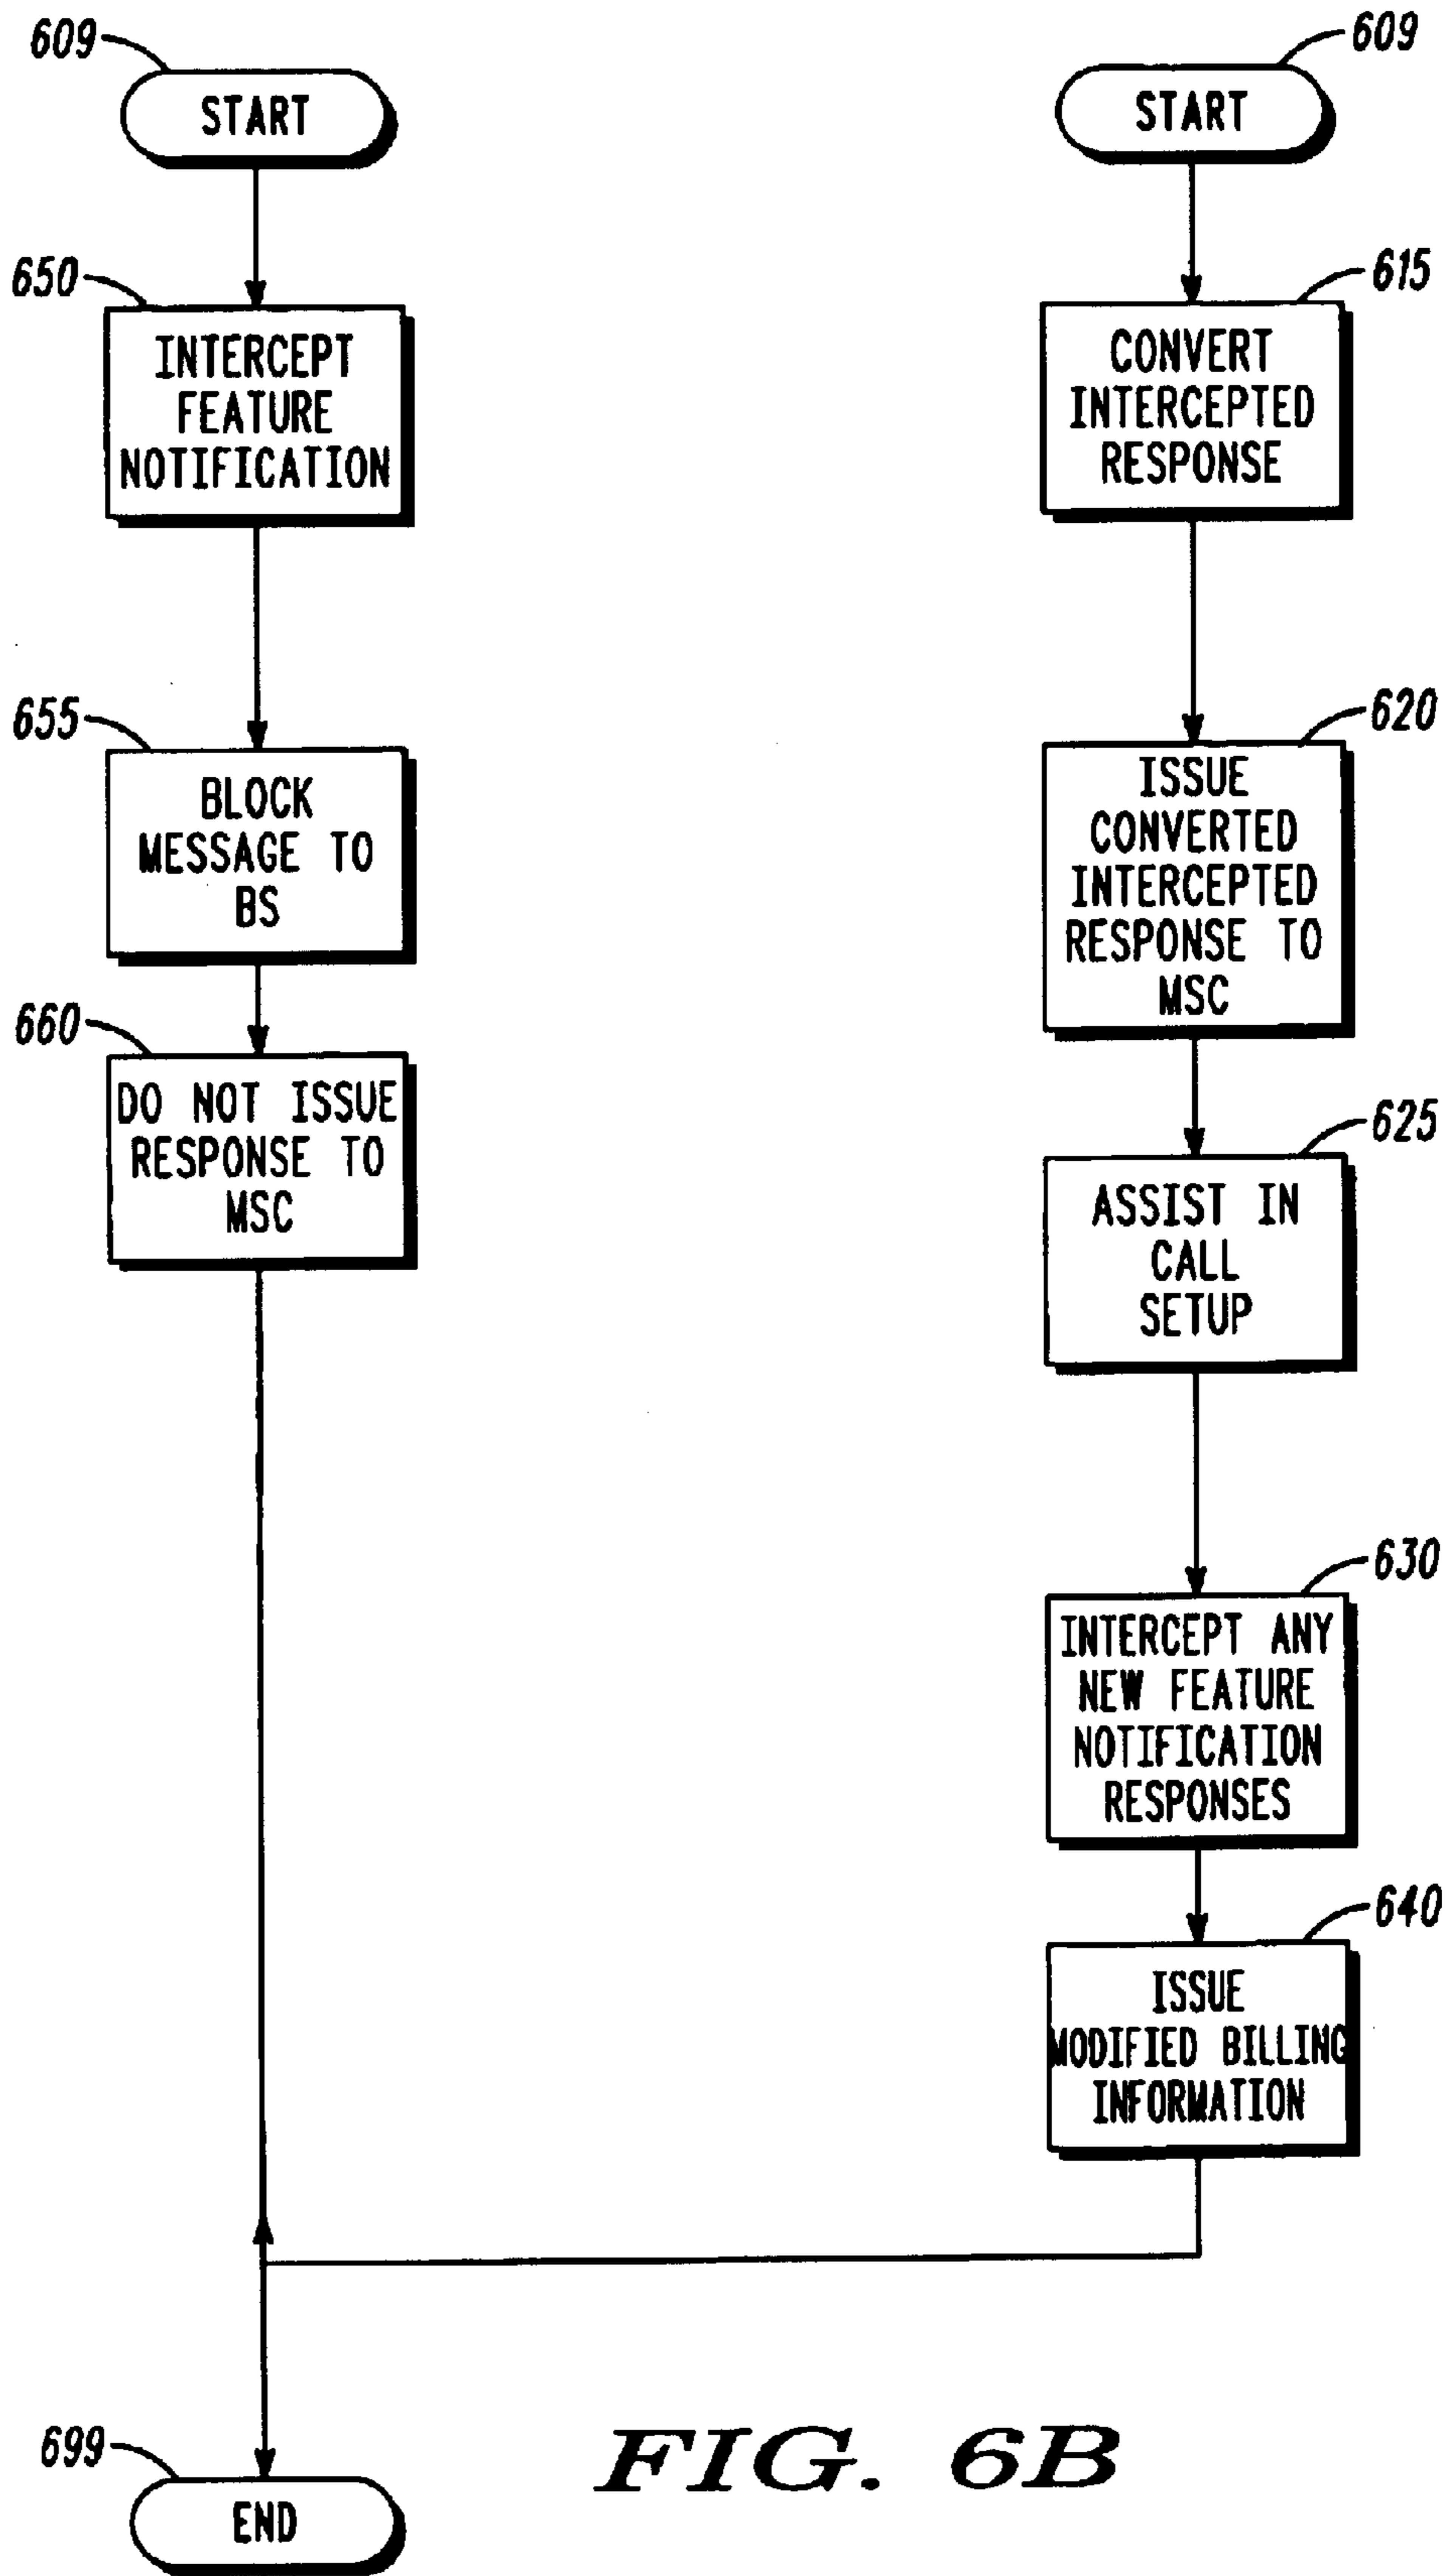 609
START
650
INTERCEPT
FEATURE
NOTIFICATION
655
BLOCK
MESSAGE TO
BS
660
DO NOT ISSUE
RESPONSE TO
MSC
699
END
609
START
615
CONVERT
INTERCEPTED
RESPONSE
620
ISSUE
CONVERTED
INTERCEPTED
RESPONSE TO
MSC
625
ASSIST IN
CALL
SETUP
630
INTERCEPT ANY
NEW FEATURE
NOTIFICATION
RESPONSES
640
ISSUE
MODIFIED BILLING
INFORMATION
FIG. 6B